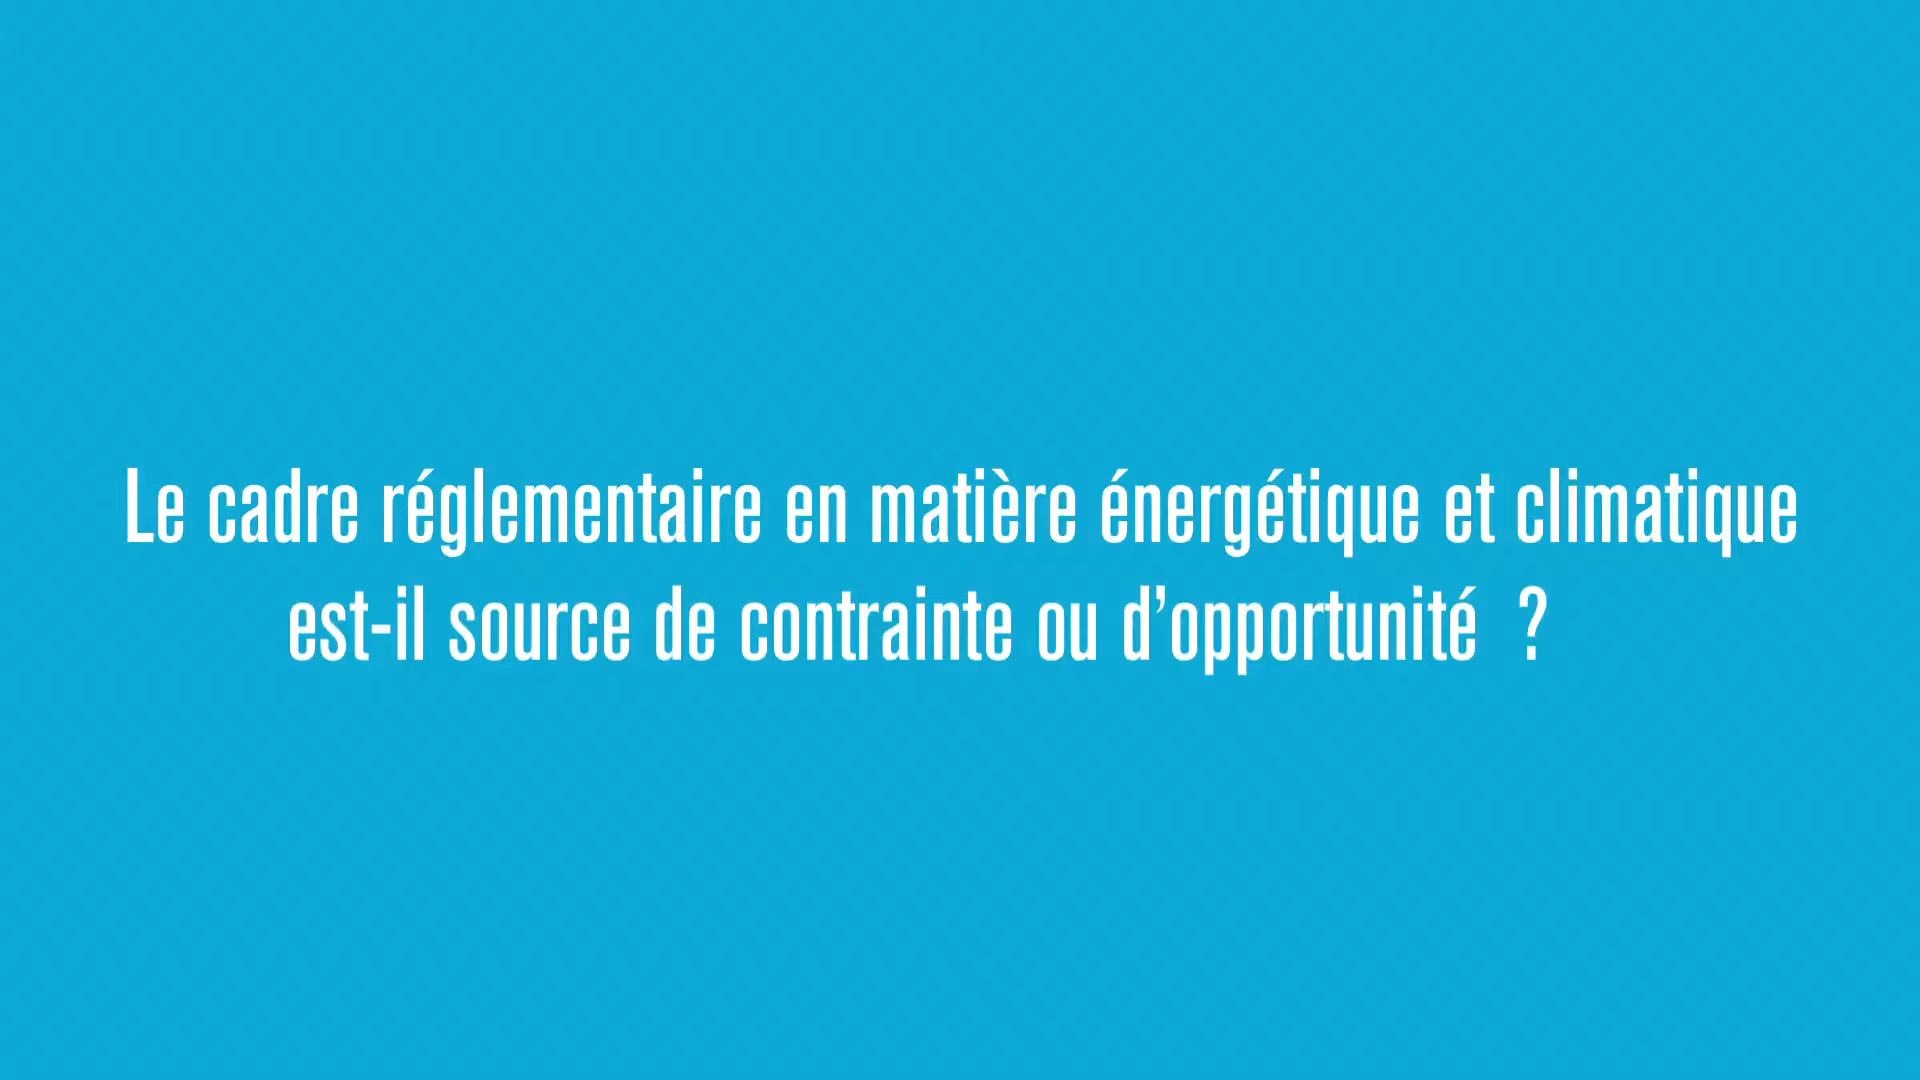 Le cadre réglementaire en matière énergétique et climatique
est-il source de contrainte ou d’opportunité ?